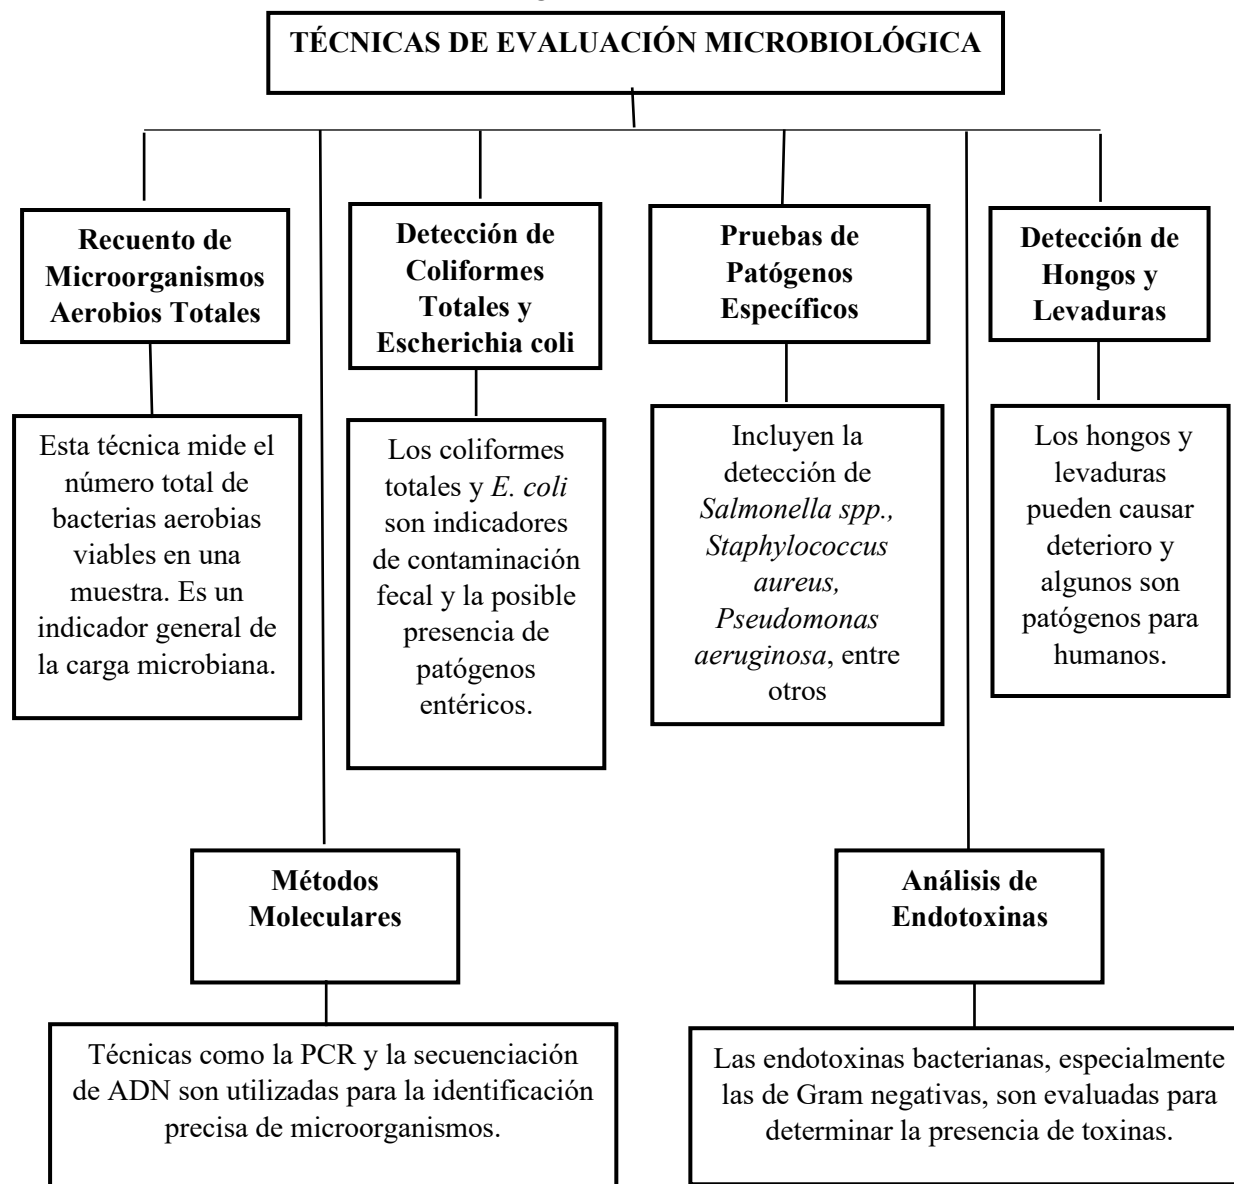 TÉCNICAS DE EVALUACIÓN MICROBIOLÓGICA
Recuento de
Microorganismos
Aerobios Totales
Detección de
Coliformes
Totales y
Escherichia coli
Pruebas de
Patógenos
Específicos
Detección de
Hongos y
Levaduras
Esta técnica mide el
número total de
bacterias aerobias
viables en una
muestra. Es un
indicador general de
la carga microbiana.
Los coliformes
totales y E. coli
son indicadores
de contaminación
fecal y la posible
presencia de
patógenos
entéricos.
Incluyen la
detección de
Salmonella spp.,
Staphylococcus
aureus,
Pseudomonas
aeruginosa, entre
otros
Los hongos y
levaduras
pueden causar
deterioro y
algunos son
patógenos para
humanos.
Métodos
Moleculares
Análisis de
Endotoxinas
Técnicas como la PCR y la secuenciación
de ADN son utilizadas para la identificación
precisa de microorganismos.
Las endotoxinas bacterianas, especialmente
las de Gram negativas, son evaluadas para
determinar la presencia de toxinas.